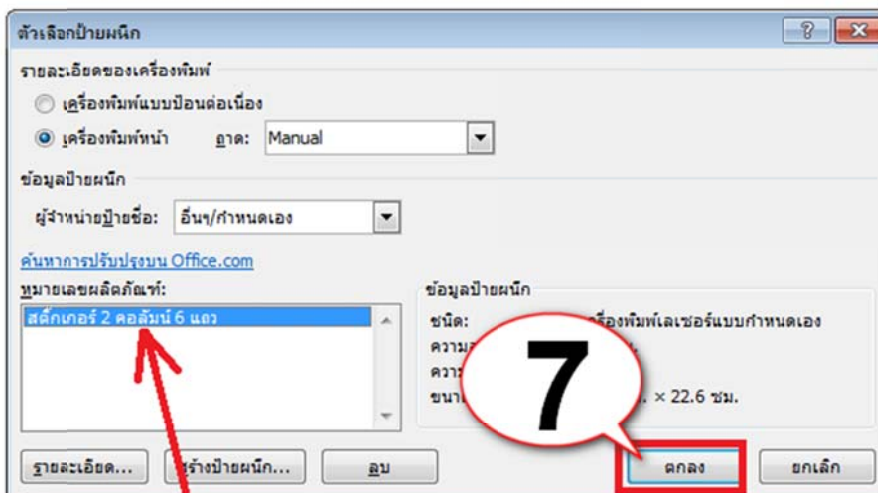 ตัวเลือกป้ายผนึก
รายละเอียดของเครื่องพิมพ์
เครื่องพิมพ์แบบป้อนต่อเนื่อง
เครื่องพิมพ์หน้า ถาด: Manual
ข้อมูลป้ายผนึก
ผู้จำหน่ายป้ายชื่อ: อื่นๆ/กำหนดเอง
ค้นหาการปรับปรุงบน Office.com
หมายเลขผลิตภัณฑ์: ข้อมูลป้ายผนึก
สติ๊กเกอร์ 2 คอลัมน์ 6 แถว ชนิด: เครื่องพิมพ์เลเซอร์แบบกำหนดเอง
× 22.6 ซม.
7
รายละเอียด... สร้างป้ายผนึก... ลบ ตกลง ยกเลิก